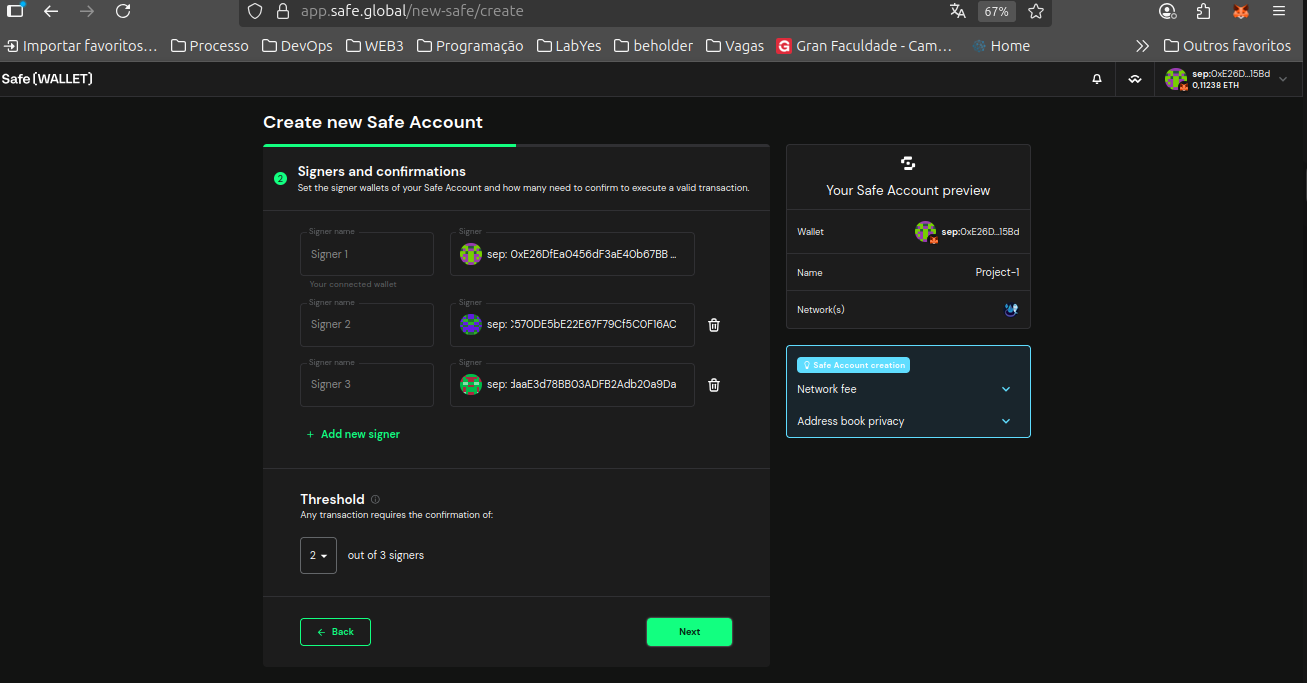 app.safe.global/new-safe/create
67%
Importar favoritos...
Processo
DevOps
WEB3
Programação
LabYes
beholder
Vagas
G Gran Faculdade - Cam...
Home
Outros favoritos
Safe{WALLET}
sep:0xE26D...15Bd
0,11238 ETH
Create new Safe Account
2
Signers and confirmations
Set the signer wallets of your Safe Account and how many need to confirm to execute a valid transaction.
Signer name
Signer 1
Signer
sep: 0xE26DfEa0456dF3aE40b67BB ...
Your connected wallet
Signer name
Signer 2
Signer
sep: C570DE5bE22E67F79Cf5C0F16AC
Signer name
Signer 3
Signer
sep: daaE3d78BB03ADFB2Adb20a9Da
+ Add new signer
Threshold
Any transaction requires the confirmation of:
2
out of 3 signers
Back
Next
Your Safe Account preview
Wallet
sep:0xE26D...15Bd
Name
Project-1
Network(s)
Safe Account creation
Network fee
Address book privacy